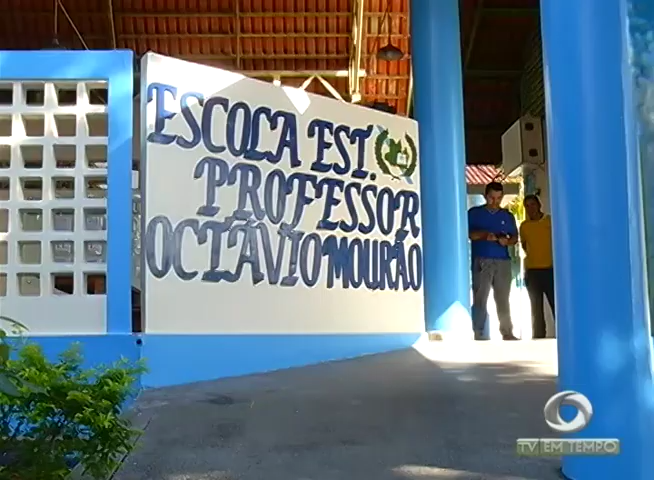 ESCOLA EST.
PROFESSOR
OCTÁVIO MOURÃO
TV EM TEMPO